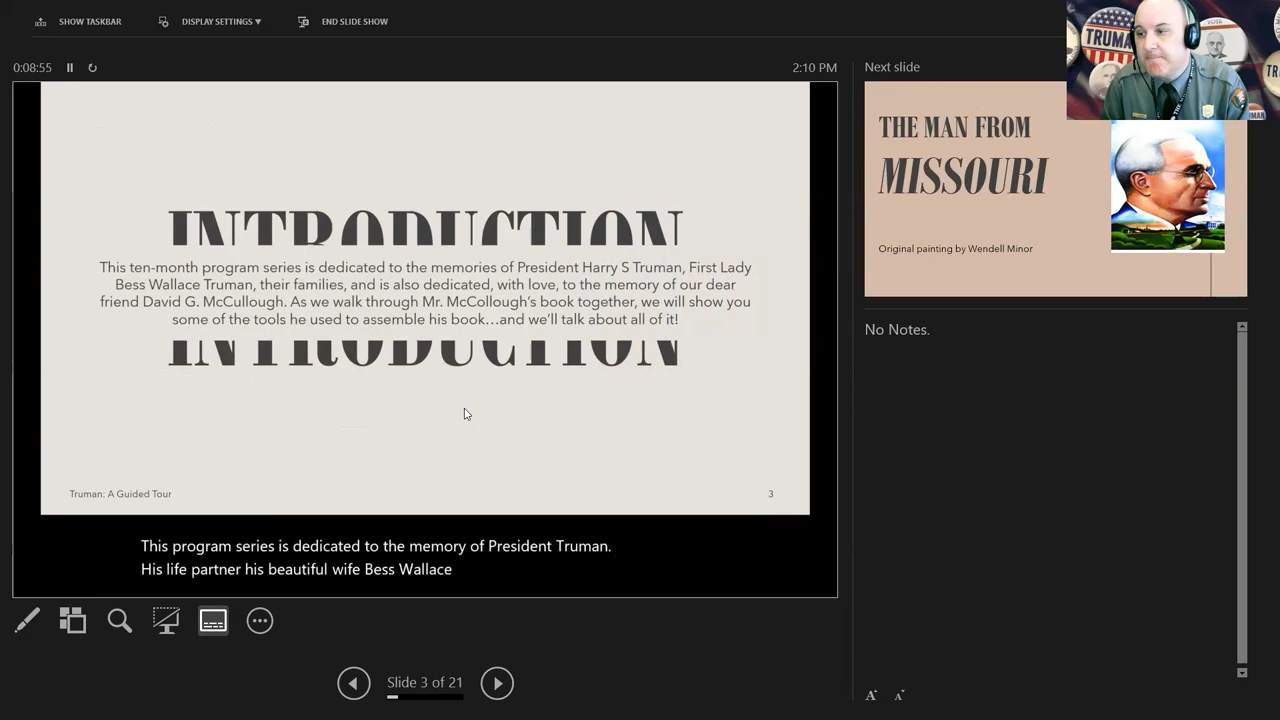 SHOW TASKBAR
DISPLAY SETTINGS
END SLIDE SHOW
0:08:55
2:10 PM
INTRODUCTION
This ten-month program series is dedicated to the memories of President Harry S Truman, First Lady
Bess Wallace Truman, their families, and is also dedicated, with love, to the memory of our dear
friend David G. McCullough. As we walk through Mr. McCollough's book together, we will show you
some of the tools he used to assemble his book…and we'll talk about all of it!
INTRODUCTION
Truman: A Guided Tour
3
This program series is dedicated to the memory of President Truman.
His life partner his beautiful wife Bess Wallace
Slide 3 of 21
Next slide
THE MAN FROM
MISSOURI
Original painting by Wendell Minor
No Notes.
A
A
TRUMA